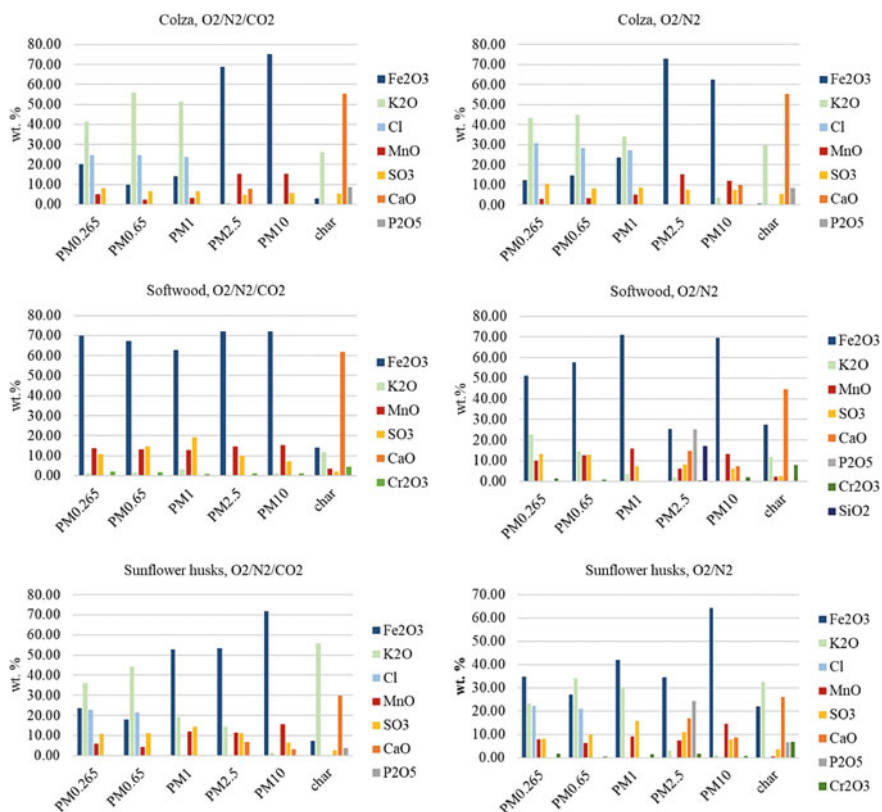 Colza, O2/N2/CO2
wt. %
80.00
70.00
60.00
50.00
40.00
30.00
20.00
10.00
0.00
PM0.265
PM0.65
PM1
PM2.5
PM10
char
Fe2O3
K2O
Cl
MnO
SO3
CaO
P2O5
Colza, O2/N2
wt. %
80.00
70.00
60.00
50.00
40.00
30.00
20.00
10.00
0.00
PM0.265
PM0.65
PM1
PM2.5
PM10
char
Fe2O3
K2O
Cl
MnO
SO3
CaO
P2O5
Softwood, O2/N2/CO2
wt.%
80.00
70.00
60.00
50.00
40.00
30.00
20.00
10.00
0.00
PM0.265
PM0.65
PM1
PM2.5
PM10
char
Fe2O3
K2O
MnO
SO3
CaO
Cr2O3
Softwood, O2/N2
wt.%
80.00
70.00
60.00
50.00
40.00
30.00
20.00
10.00
0.00
PM0.265
PM0.65
PM1
PM2.5
PM10
char
Fe2O3
K2O
MnO
SO3
CaO
P2O5
Cr2O3
SiO2
Sunflower husks, O2/N2/CO2
wt. %
80.00
70.00
60.00
50.00
40.00
30.00
20.00
10.00
0.00
PM0.265
PM0.65
PM1
PM2.5
PM10
char
Fe2O3
K2O
Cl
MnO
SO3
CaO
P2O5
Sunflower husks, O2/N2
wt. %
70.00
60.00
50.00
40.00
30.00
20.00
10.00
0.00
PM0.265
PM0.65
PM1
PM2.5
PM10
char
Fe2O3
K2O
Cl
MnO
SO3
CaO
P2O5
Cr2O3